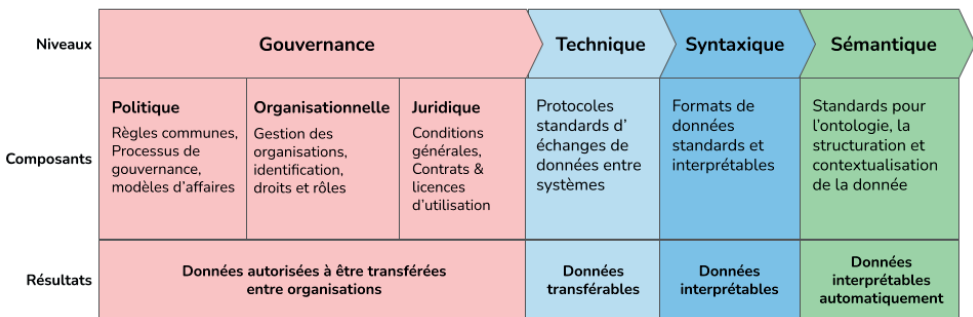 Niveaux
Gouvernance
Technique
Syntaxique
Sémantique
Composants
Politique
Règles communes,
Processus de
gouvernance,
modèles d'affaires
Organisationnelle
Gestion des
organisations,
identification,
droits et rôles
Juridique
Conditions
générales,
Contrats &
licences
d'utilisation
Protocoles
standards d'
échanges de
données entre
systèmes
Formats de
données
standards et
interprétables
Standards pour
l'ontologie, la
structuration et
contextualisation
de la donnée
Résultats
Données autorisées à être transférées
entre organisations
Données
transférables
Données
interprétables
Données
interprétables
automatiquement